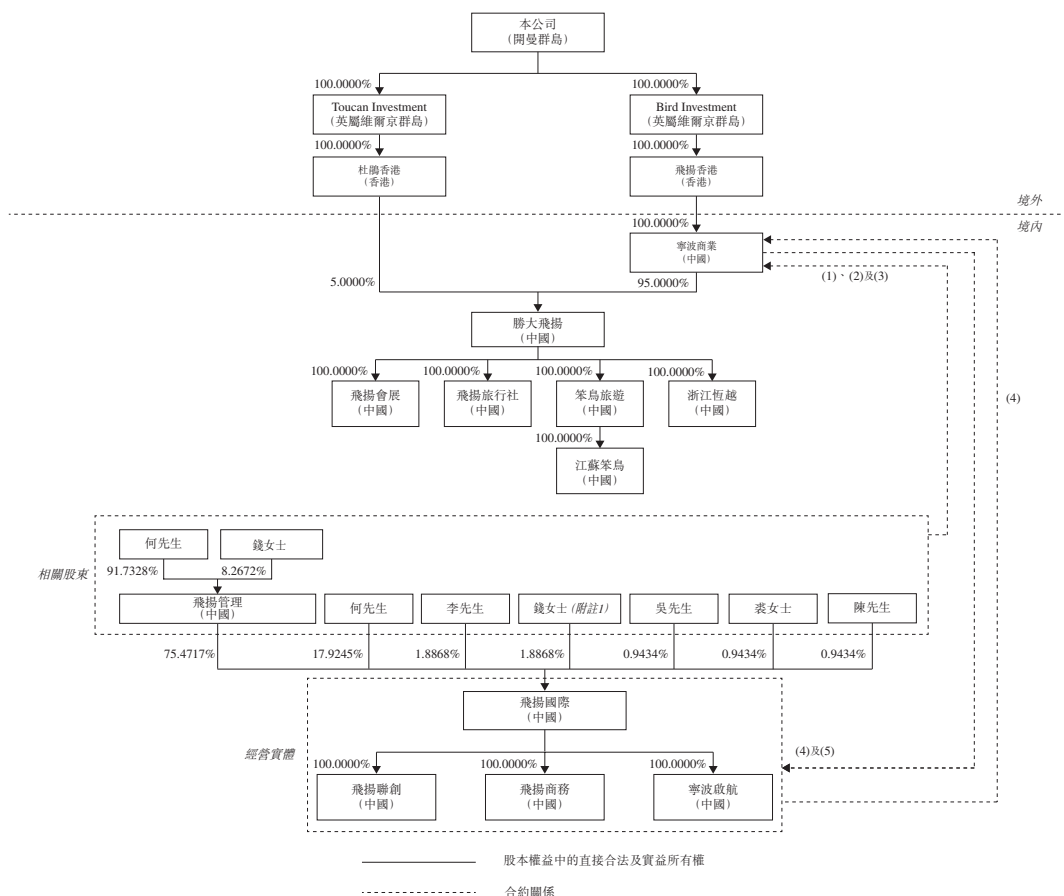 本公司
(開曼群島)
100.0000%
100.0000%
Toucan Investment
(英屬維爾京群島)
Bird Investment
(英屬維爾京群島)
100.0000%
100.0000%
杜鵑香港
(香港)
飛揚香港
(香港)
境外
境內
100.0000%
寧波商業
(中國)
(1)、(2)及(3)
5.0000%
95.0000%
勝大飛揚
(中國)
100.0000%
100.0000%
100.0000%
100.0000%
飛揚會展
(中國)
飛揚旅行社
(中國)
笨鳥旅遊
(中國)
浙江恆越
(中國)
(4)
100.0000%
江蘇笨鳥
(中國)
何先生
錢女士
91.7328%
8.2672%
相關股東
飛揚管理
(中國)
何先生
李先生
錢女士(附註1)
吳先生
裘女士
陳先生
75.4717%
17.9245%
1.8868%
1.8868%
0.9434%
0.9434%
0.9434%
飛揚國際
(中國)
經營實體
(4)及(5)
100.0000%
100.0000%
100.0000%
飛揚聯創
(中國)
飛揚商務
(中國)
寧波啟航
(中國)
股本權益中的直接合法及實益所有權
合約關係